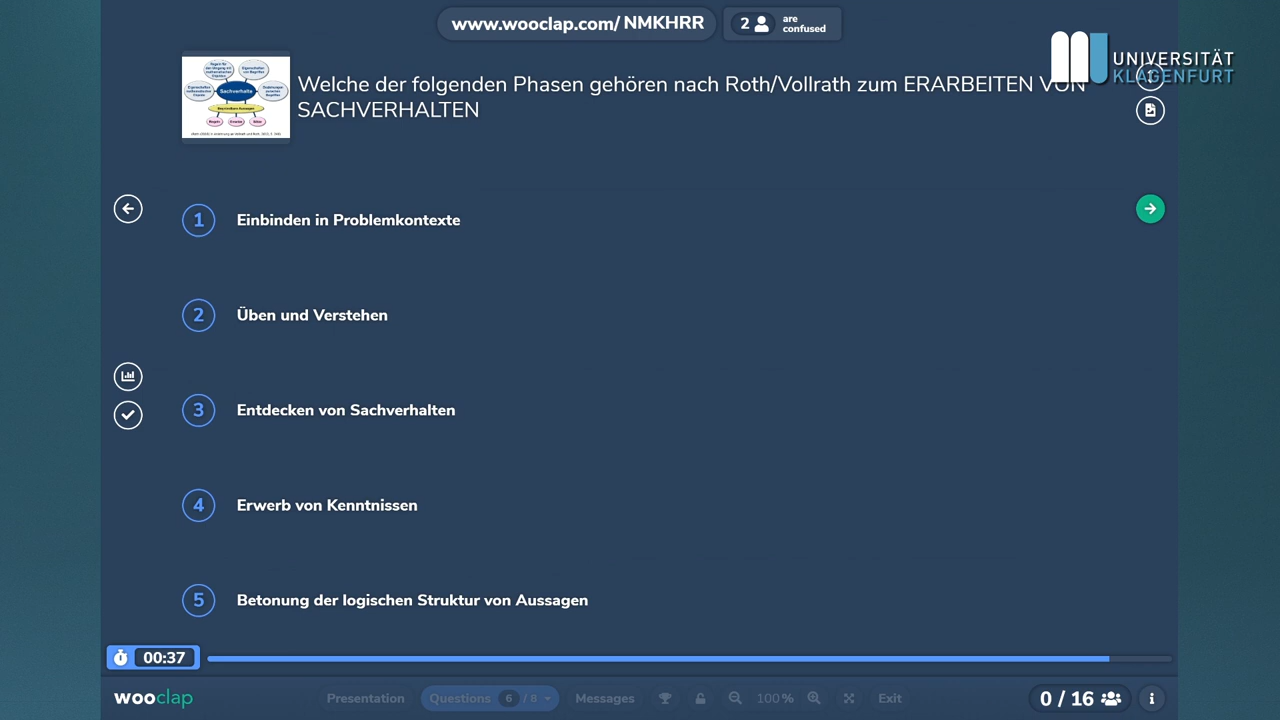 www.wooclap.com/ NMKHRR
2
are
confused
UNIVERSITÄT
KLAGENFURT
Sachverhalte
Welche der folgenden Phasen gehören nach Roth/Vollrath zum ERARBEITEN VON
SACHVERHALTEN
1 Einbinden in Problemkontexte
2 Üben und Verstehen
3 Entdecken von Sachverhalten
4 Erwerb von Kenntnissen
5 Betonung der logischen Struktur von Aussagen
00:37
wooclap Presentation Questions 6 / 8 Messages 100% Exit 0 / 16